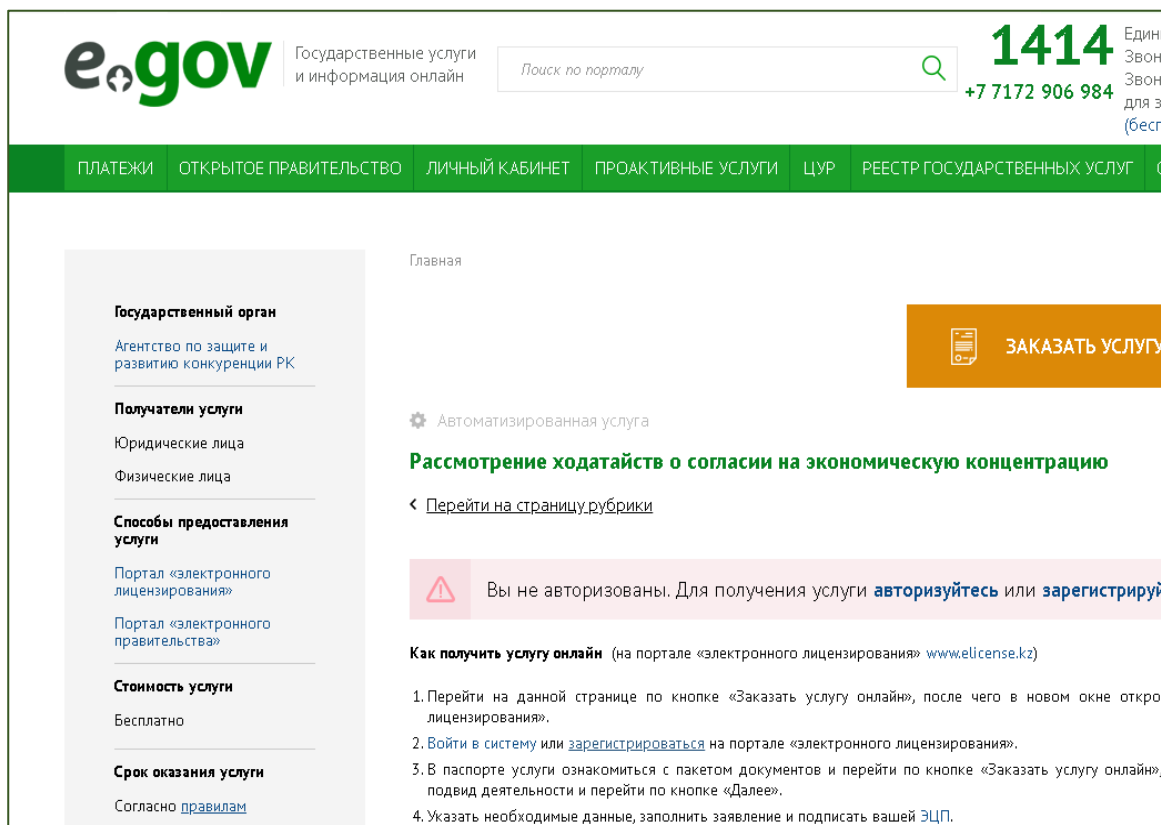 e.gov
Государственные услуги
и информация онлайн
Поиск по порталу
1414
+7 7172 906 984
для
ПЛАТЕЖИ ОТКРЫТОЕ ПРАВИТЕЛЬСТВО ЛИЧНЫЙ КАБИНЕТ ПРОАКТИВНЫЕ УСЛУГИ ЦУР РЕЕСТР ГОСУДАРСТВЕННЫХ УСЛУГ
Государственный орган
Агентство по защите и
развитию конкуренции РК
Получатели услуги
Юридические лица
Физические лица
Способы предоставления
услуги
Портал «электронного
лицензирования»
Портал «электронного
правительства»
Стоимость услуги
Бесплатно
Срок оказания услуги
Согласно правилам
Главная
ЗАКАЗАТЬ УСЛУГУ
Автоматизированная услуга
Рассмотрение ходатайств о согласии на экономическую концентрацию
Перейти на страницу рубрики
Вы не авторизованы. Для получения услуги авторизуйтесь или
Как получить услугу онлайн (на портале «электронного лицензирования» www.elicense.kz)
1. Перейти на данной странице по кнопке «Заказать услугу онлайн», после чего в новом окне
лицензирования».
2. Войти в систему или зарегистрироваться на портале «электронного лицензирования».
3. В паспорте услуги ознакомиться с пакетом документов и перейти по кнопке «Заказать услугу онлайн»,
подвид деятельности и перейти по кнопке «Далее».
4. Указать необходимые данные, заполнить заявление и подписать вашей ЭЦП.